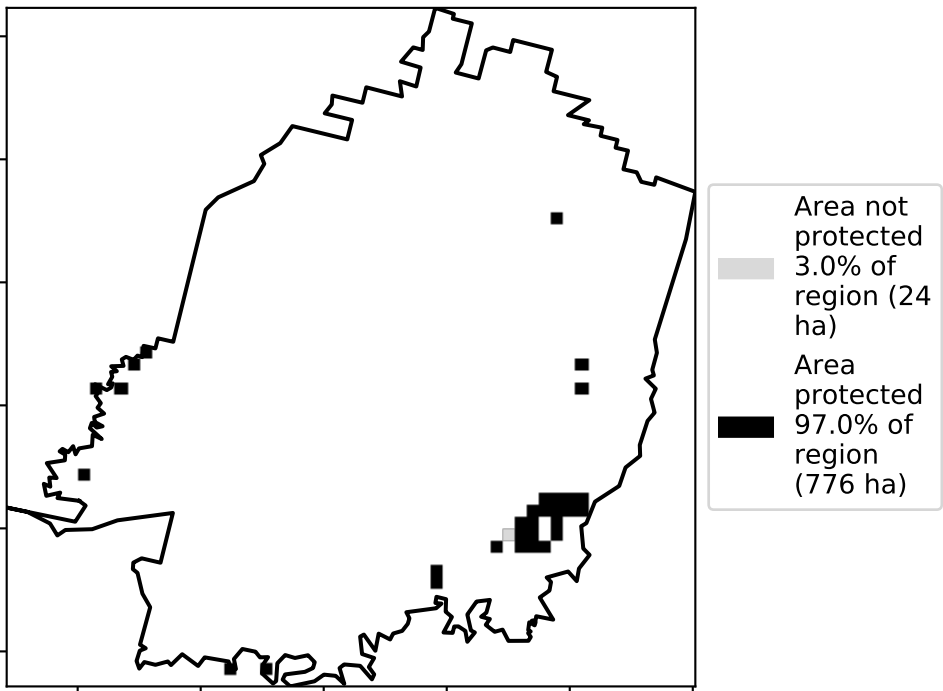 Area not
protected
3.0% of
region (24
ha)
Area
protected
97.0% of
region
(776 ha)